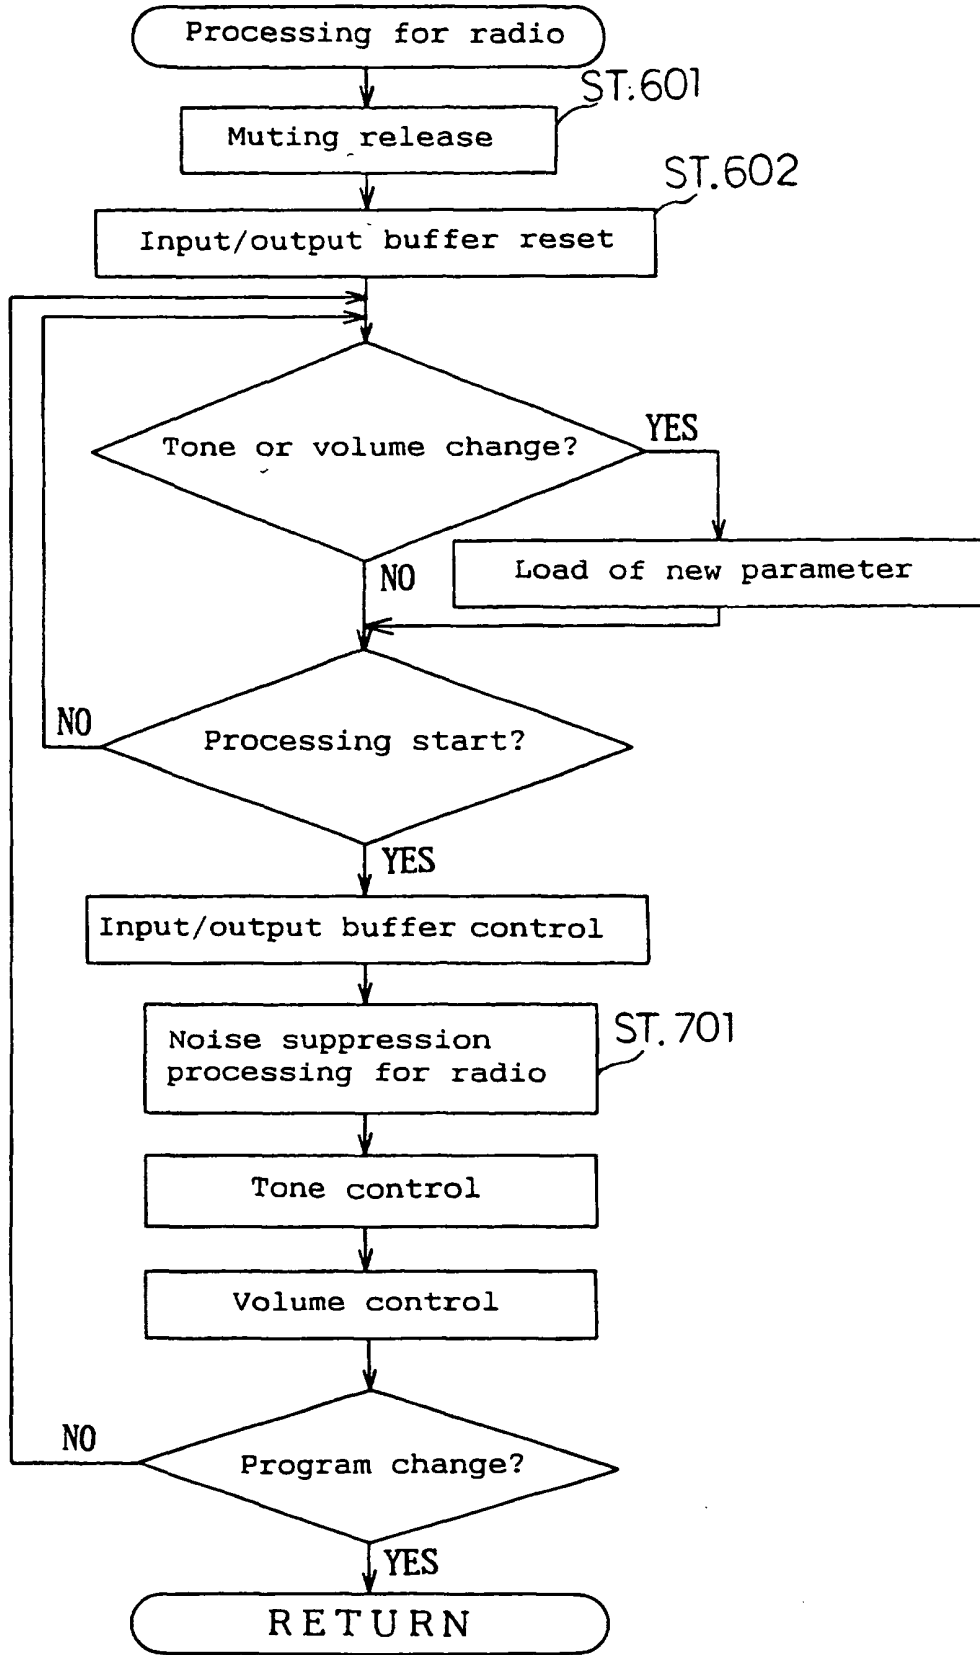 Processing for radio
ST.601
Muting release
ST.602
Input/output buffer reset
Tone or volume change?
YES
NO
Load of new parameter
NO
Processing start?
YES
Input/output buffer control
Noise suppression
processing for radio
ST.701
Tone control
Volume control
NO
Program change?
YES
RETURN